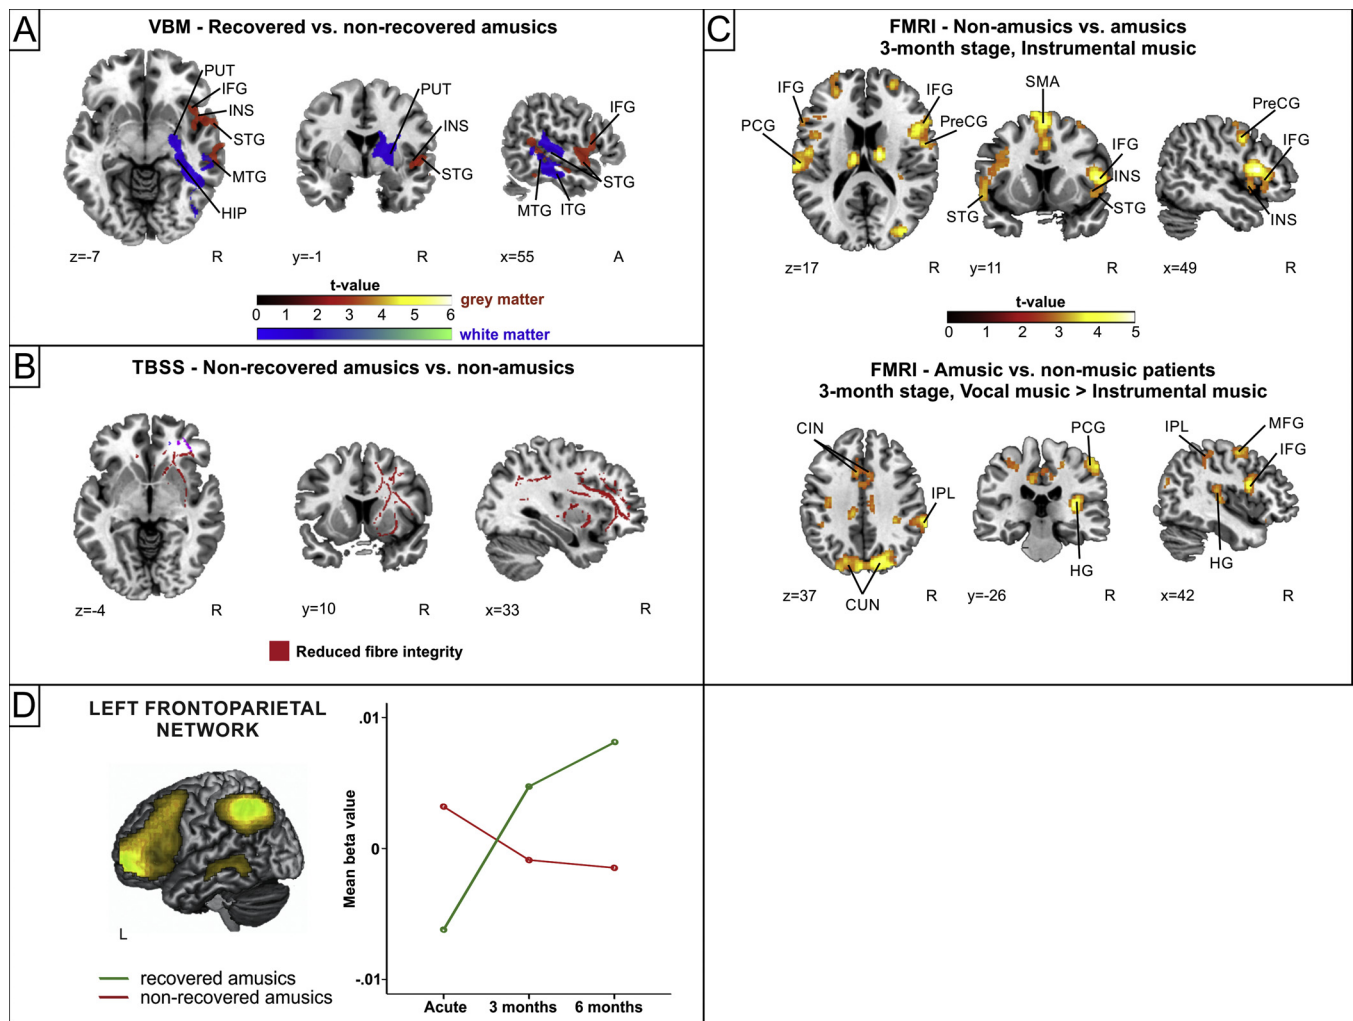 A
VBM - Recovered vs. non-recovered amusics
PUT
IFG
INS
STG
MTG
HIP
z=-7
R
PUT
INS
STG
y=-1
R
IFG
STG
MTG
ITG
x=55
A
t-value
0 1 2 3 4 5 6
grey matter
white matter
B
TBSS - Non-recovered amusics vs. non-amusics
z=-4
R
y=10
R
x=33
R
Reduced fibre integrity
C
FMRI - Non-amusics vs. amusics
3-month stage, Instrumental music
IFG
PCG
IFG
PreCG
z=17
R
SMA
IFG
INS
STG
STG
y=11
R
PreCG
IFG
INS
x=49
R
t-value
0 1 2 3 4 5
FMRI - Amusic vs. non-music patients
3-month stage, Vocal music > Instrumental music
CIN
IPL
CUN
z=37
R
PCG
HG
y=-26
R
IPL
MFG
IFG
HG
x=42
R
D
LEFT FRONTOPARIETAL
NETWORK
L
recovered amusics
non-recovered amusics
Mean beta value
.01
0
-.01
Acute 3 months 6 months